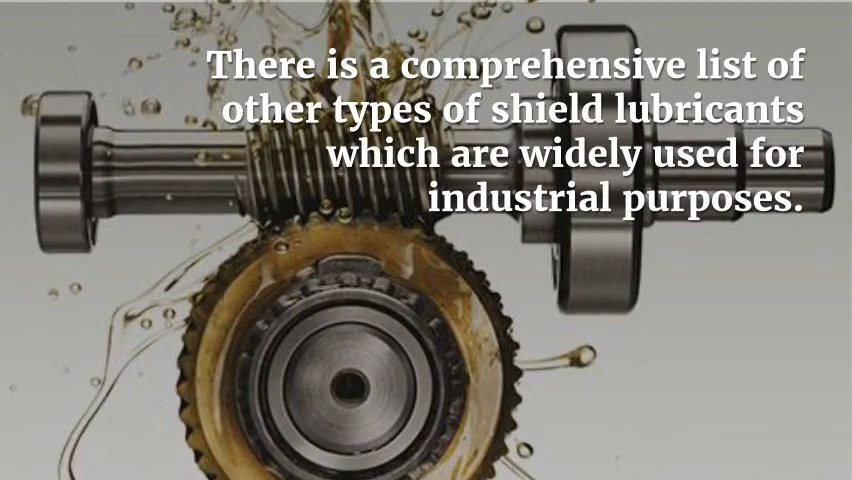 There is a comprehensive list of
other types of shield lubricants
which are widely used for
industrial purposes.